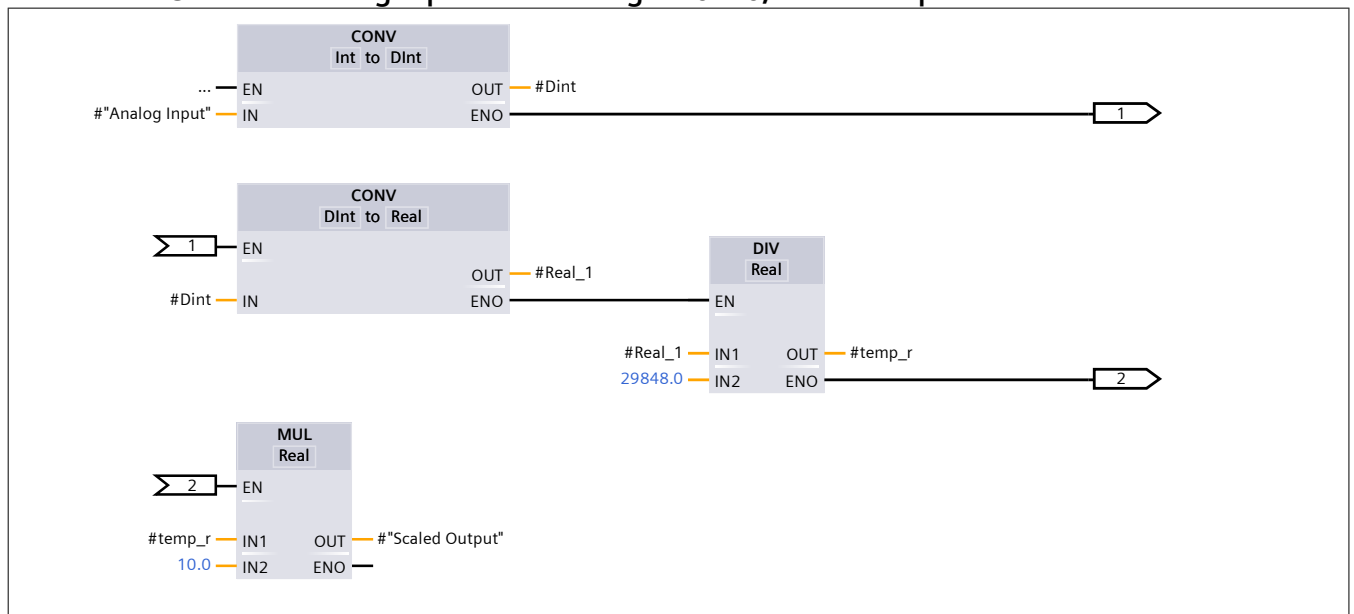 CONV
Int to DInt
... EN OUT #Dint
#"Analog Input" IN ENO 1
CONV
DInt to Real
1 EN
OUT #Real_1
#Dint IN ENO
DIV
Real
EN
#Real_1 IN1 OUT #temp_r
29848.0 IN2 ENO 2
MUL
Real
2 EN
#temp_r IN1 OUT #"Scaled Output"
10.0 IN2 ENO